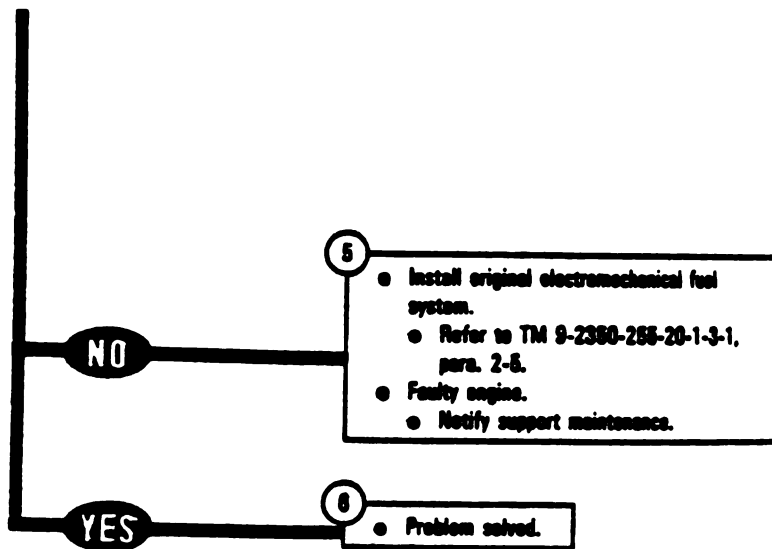 5
● Install original electromechanical fuel
system.
● Refer to TM 9-2350-255-20-1-3-1,
para. 2-5.
● Faulty engine.
● Notify support maintenance.
NO
6
● Problem solved.
YES